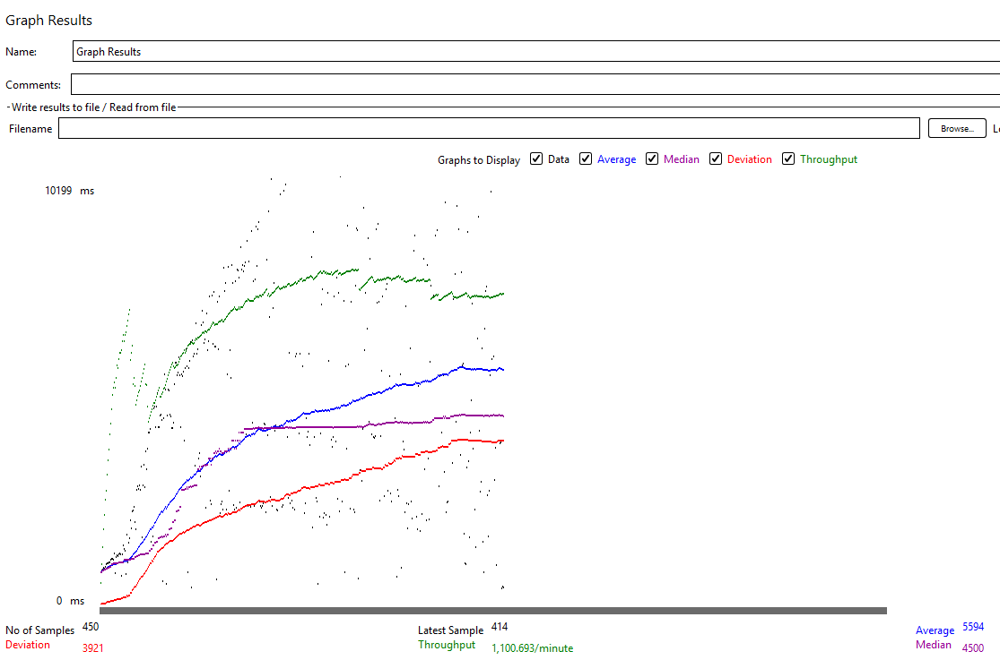 Graph Results
Name: Graph Results
Comments:
Write results to file / Read from file
Filename Browse...
Graphs to Display Data Average Median Deviation Throughput
10199 ms
0 ms
No of Samples 450 Latest Sample 414 Average 5594
Deviation 3921 Throughput 1,100.693/minute Median 4500